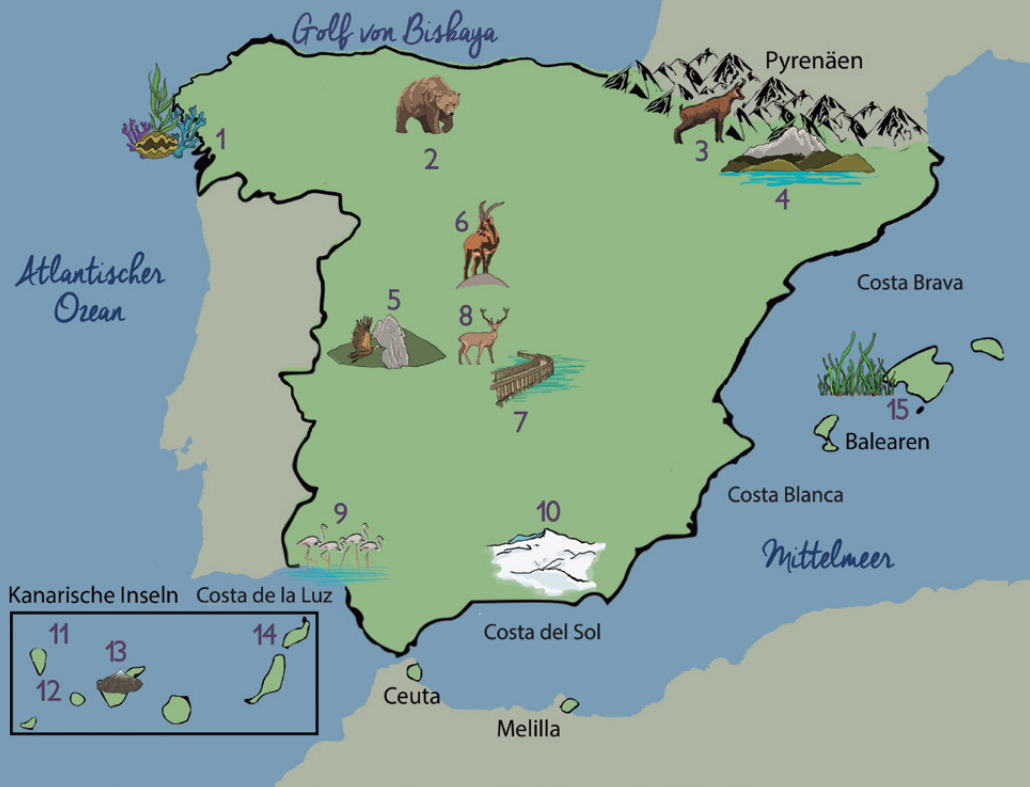 Golf von Biskaya
Pyrenäen
1
2
3
4
6
Atlantischer
Ozean
Costa Brava
5
8
7
15
Balearen
Costa Blanca
9
10
Mittelmeer
Kanarische Inseln
Costa de la Luz
11
13
14
12
Costa del Sol
Ceuta
Melilla